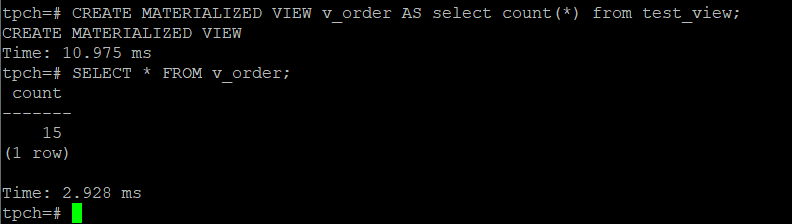 tpch=# CREATE MATERIALIZED VIEW v_order AS select count(*) from test_view;
CREATE MATERIALIZED VIEW
Time: 10.975 ms
tpch=# SELECT * FROM v_order;
 count
-------
    15
(1 row)

Time: 2.928 ms
tpch=#